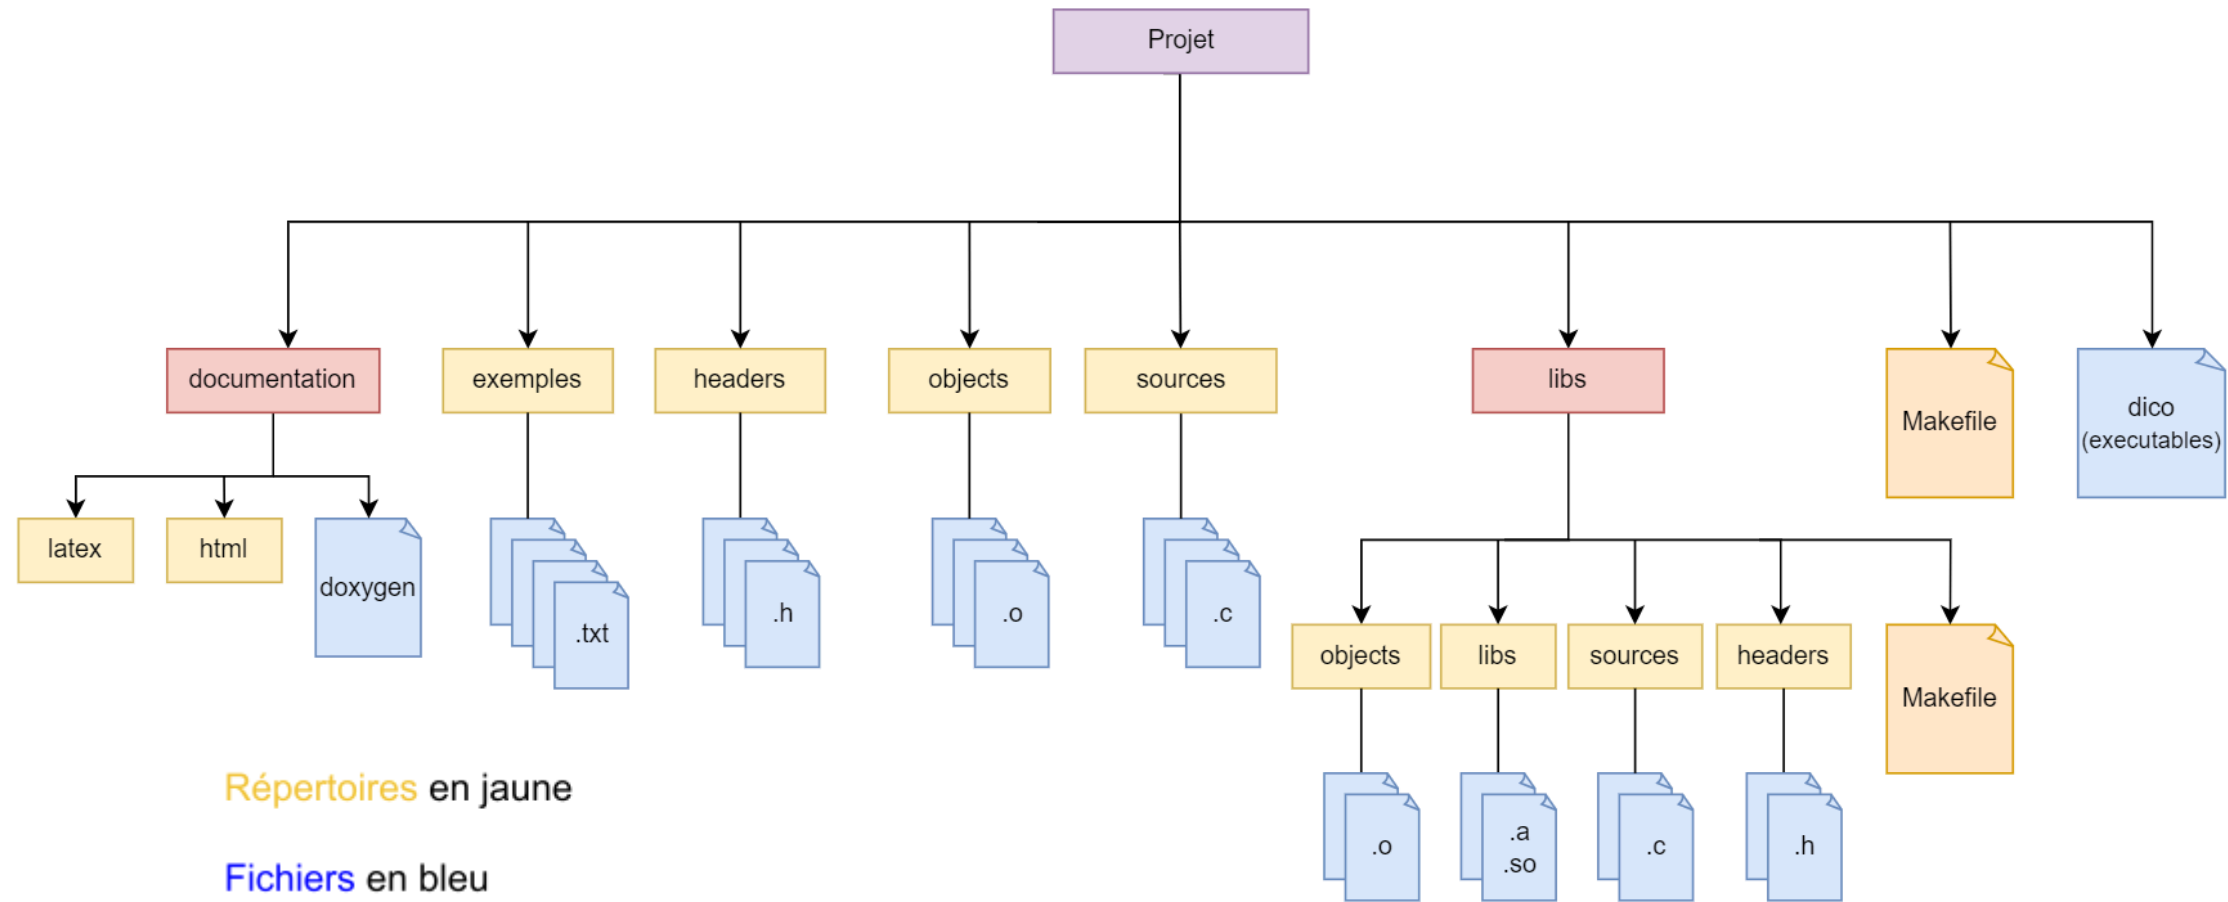 Projet
documentation
exemples
headers
objects
sources
libs
Makefile
dico
(executables)
latex
html
doxygen
.txt
.h
.o
.c
objects
libs
sources
headers
Makefile
.o
.a
.so
.c
.h
Répertoires en jaune
Fichiers en bleu